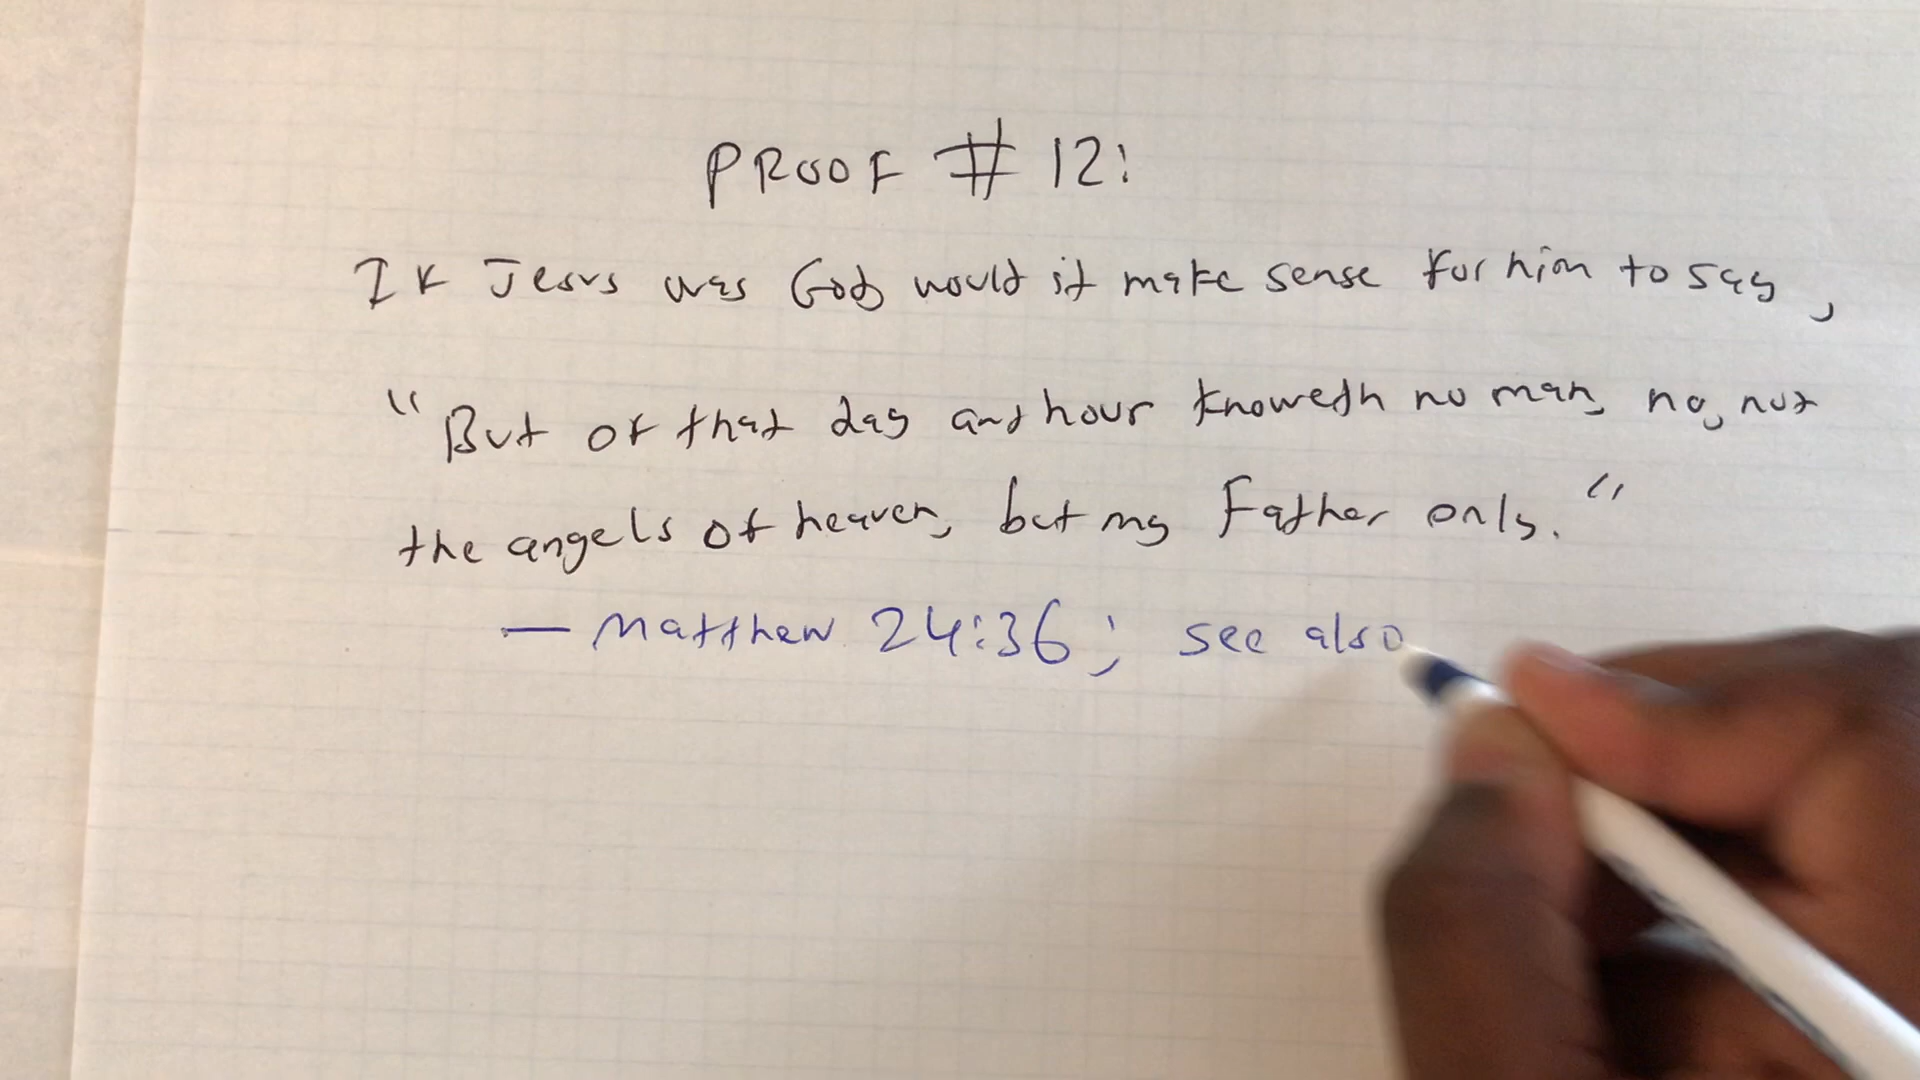 PROOF # 12:
If Jesus was God would it make sense for him to say,
"But of that day and hour knoweth no man, no, not
the angels of heaven, but my Father only."
— Matthew 24:36; see also